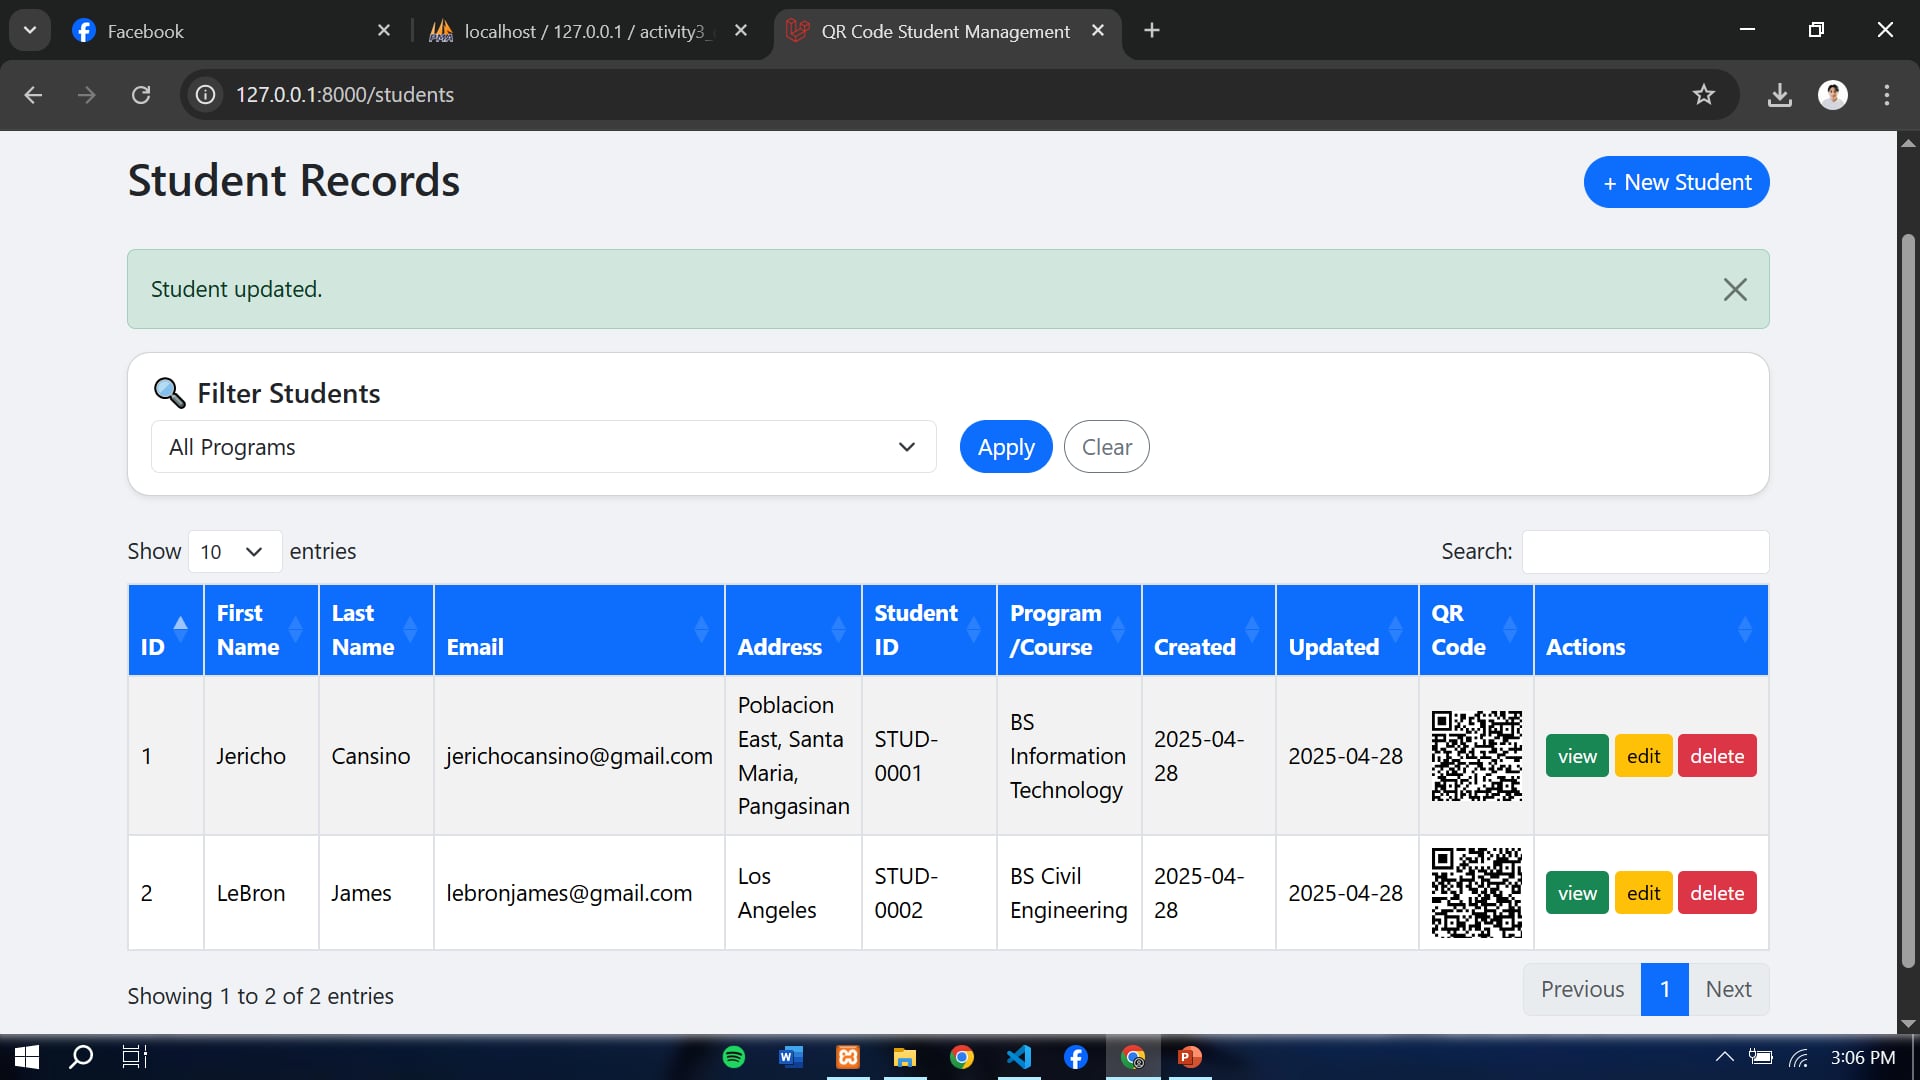 Facebook
localhost / 127.0.0.1 / activity3_
QR Code Student Management
127.0.0.1:8000/students
Student Records
+ New Student
Student updated.
Filter Students
All Programs
Apply
Clear
Show 10 entries
Search:
ID
First
Name
Last
Name
Email
Address
Student
ID
Program
/Course
Created
Updated
QR
Code
Actions
1
Jericho
Cansino
jerichocansino@gmail.com
Poblacion
East, Santa
Maria,
Pangasinan
STUD-
0001
BS
Information
Technology
2025-04-
28
2025-04-28
view
edit
delete
2
LeBron
James
lebronjames@gmail.com
Los
Angeles
STUD-
0002
BS Civil
Engineering
2025-04-
28
2025-04-28
view
edit
delete
Showing 1 to 2 of 2 entries
Previous
1
Next
3:06 PM